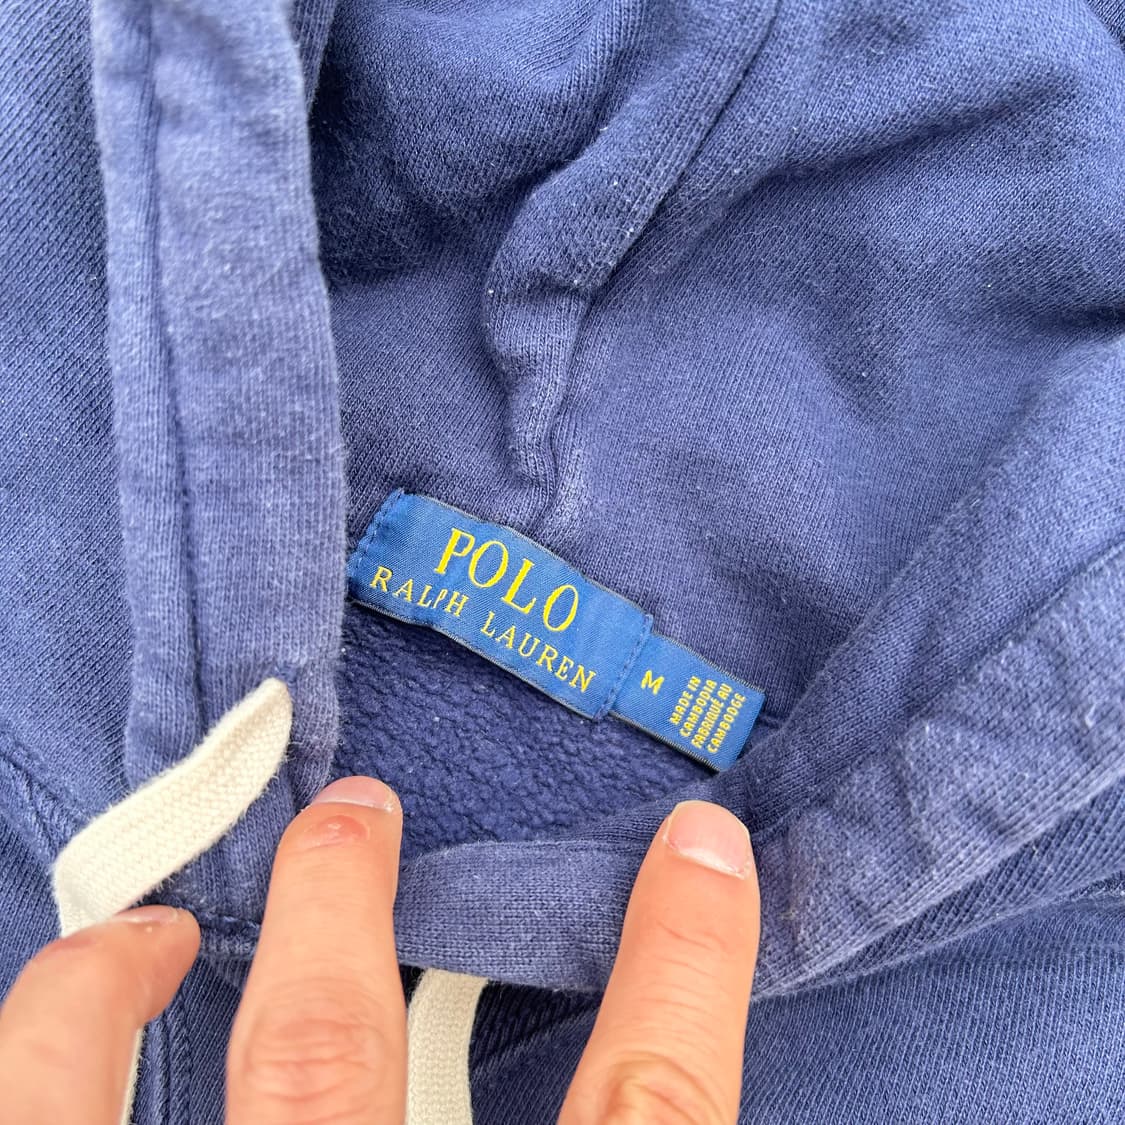 POLO
RALPH LAUREN
M
MADE IN
CAMBODIA
FABRIQUÉ AU
CAMBODGE